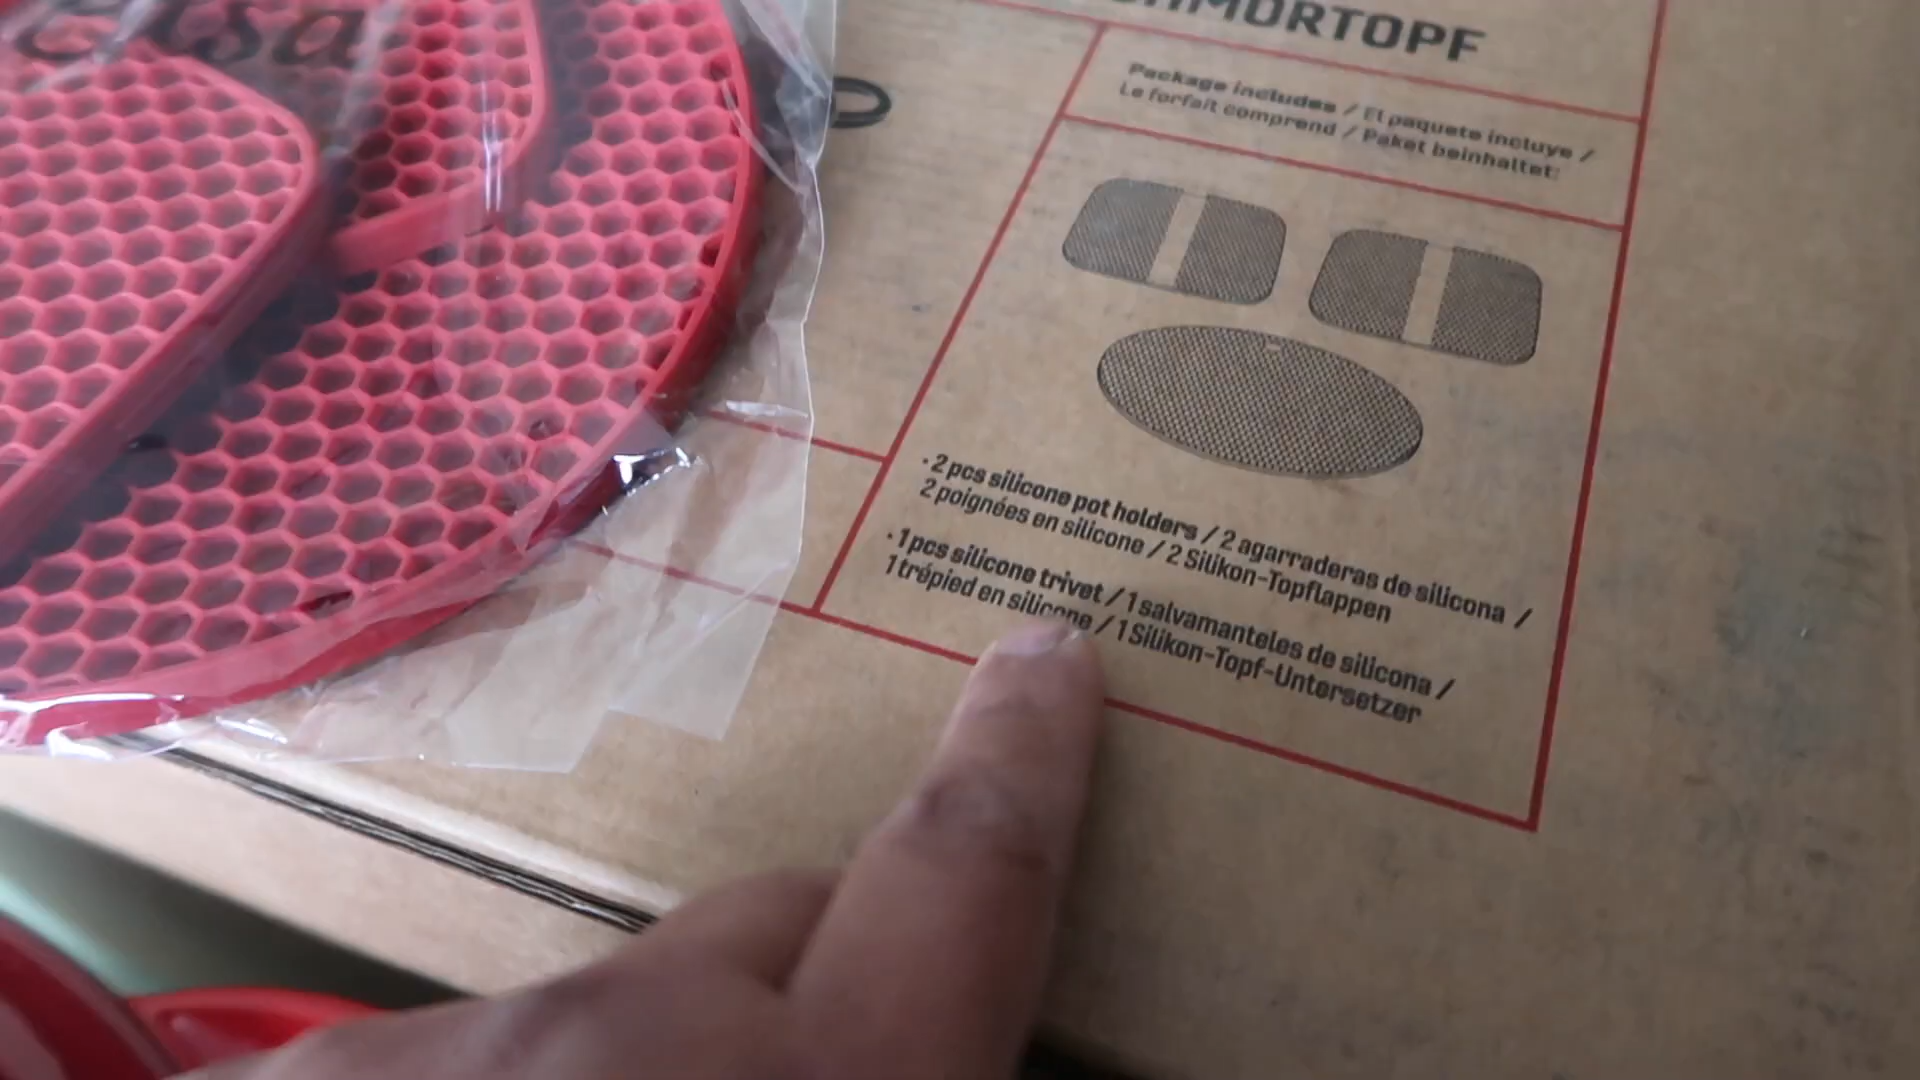 Package includes / El paquete incluye /
Le forfait comprend / Paket beinhaltet:
· 2 pcs silicone pot holders / 2 agarraderas de silicona /
2 poignées en silicone / 2 Silikon-Topflappen
· 1 pcs silicone trivet / 1 salvamanteles de silicona /
1 trépied en silicone / 1 Silikon-Topf-Untersetzer